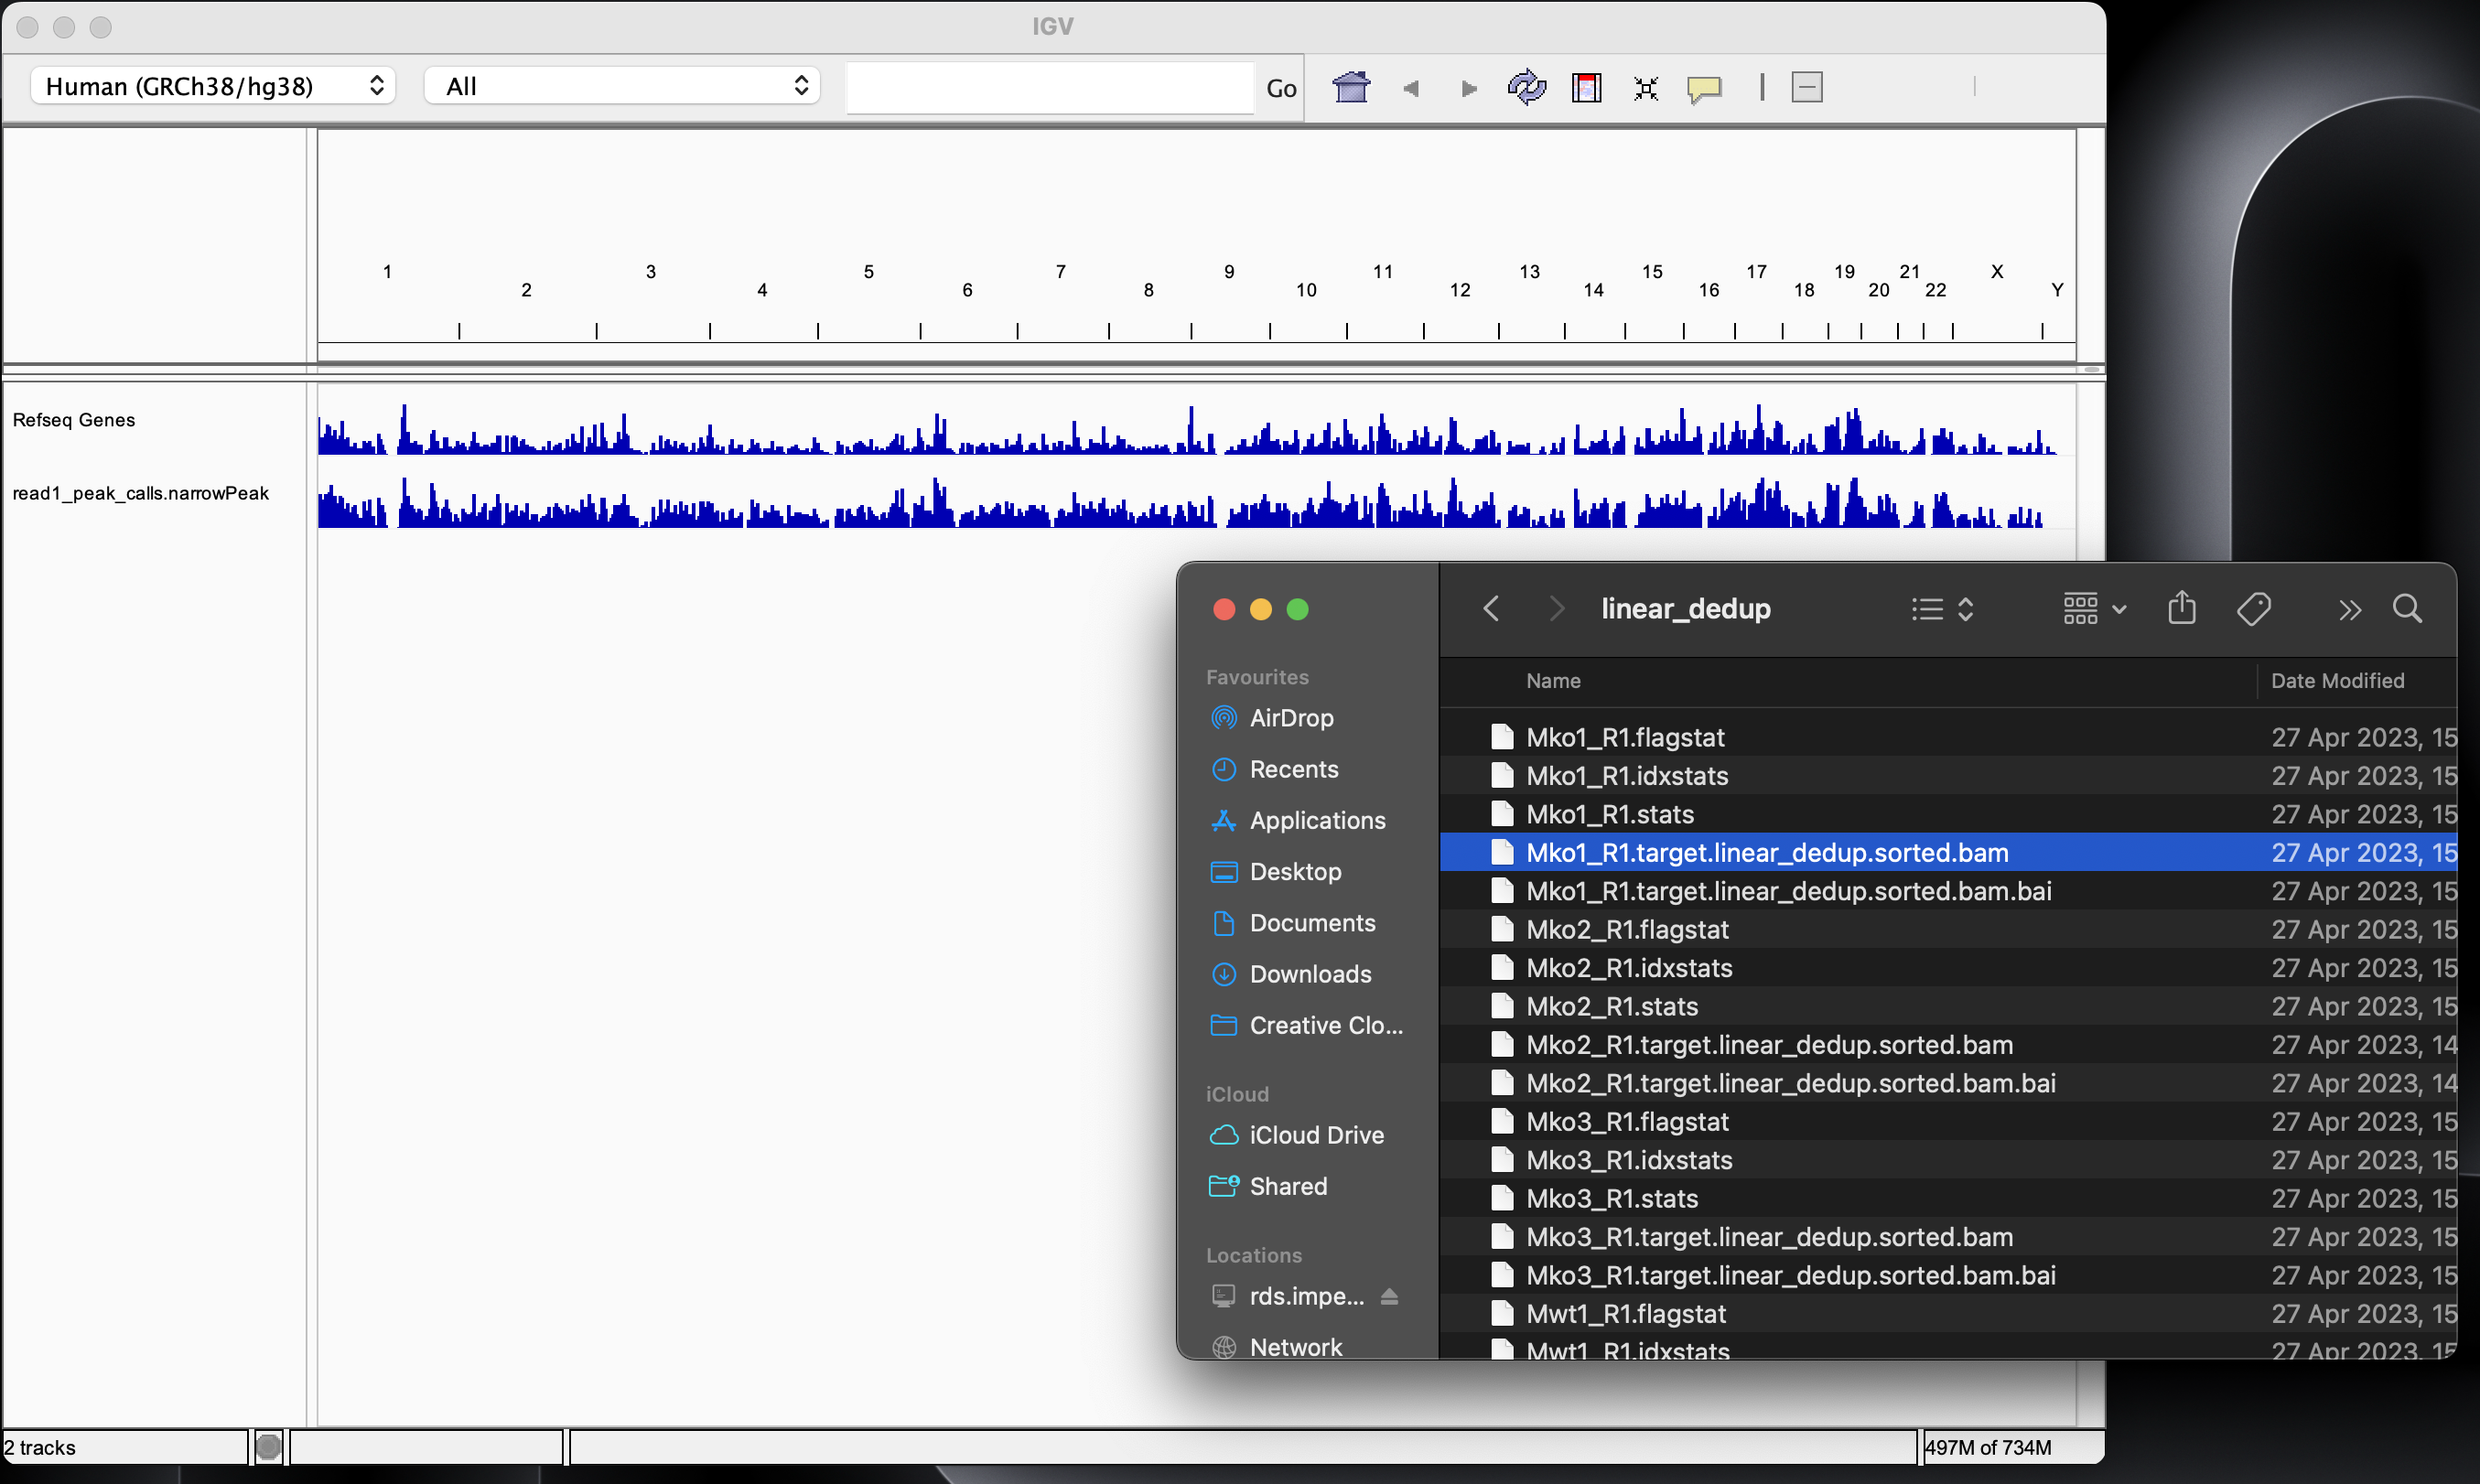 IGV
Human (GRCh38/hg38) All Go
1 3 5 7 9 11 13 15 17 19 21 X
2 4 6 8 10 12 14 16 18 20 22 Y
Refseq Genes
read1_peak_calls.narrowPeak
linear_dedup
Favourites
AirDrop
Recents
Applications
Desktop
Documents
Downloads
Creative Clo...
iCloud
iCloud Drive
Shared
Locations
rds.impe...
Network
Name Date Modified
Mko1_R1.flagstat 27 Apr 2023, 15
Mko1_R1.idxstats 27 Apr 2023, 15
Mko1_R1.stats 27 Apr 2023, 15
Mko1_R1.target.linear_dedup.sorted.bam 27 Apr 2023, 15
Mko1_R1.target.linear_dedup.sorted.bam.bai 27 Apr 2023, 15
Mko2_R1.flagstat 27 Apr 2023, 15
Mko2_R1.idxstats 27 Apr 2023, 15
Mko2_R1.stats 27 Apr 2023, 15
Mko2_R1.target.linear_dedup.sorted.bam 27 Apr 2023, 14
Mko2_R1.target.linear_dedup.sorted.bam.bai 27 Apr 2023, 14
Mko3_R1.flagstat 27 Apr 2023, 15
Mko3_R1.idxstats 27 Apr 2023, 15
Mko3_R1.stats 27 Apr 2023, 15
Mko3_R1.target.linear_dedup.sorted.bam 27 Apr 2023, 15
Mko3_R1.target.linear_dedup.sorted.bam.bai 27 Apr 2023, 15
Mwt1_R1.flagstat 27 Apr 2023, 15
Mwt1_R1.idxstats 27 Apr 2023, 15
2 tracks 497M of 734M